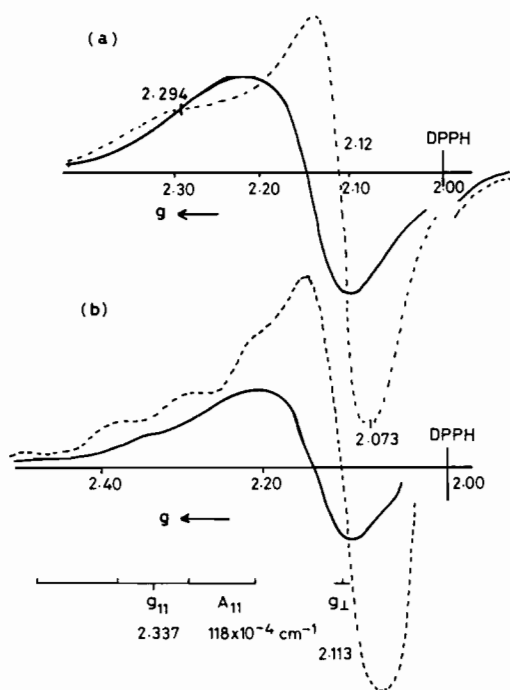 (a)
2.294
2.12
DPPH
2.30
2.20
2.10
2.00
g ←
(b)
2.073
DPPH
2.40
2.20
2.00
g ←
g11 A11 g⊥
2.337 118x10⁻⁴ cm⁻¹
2.113